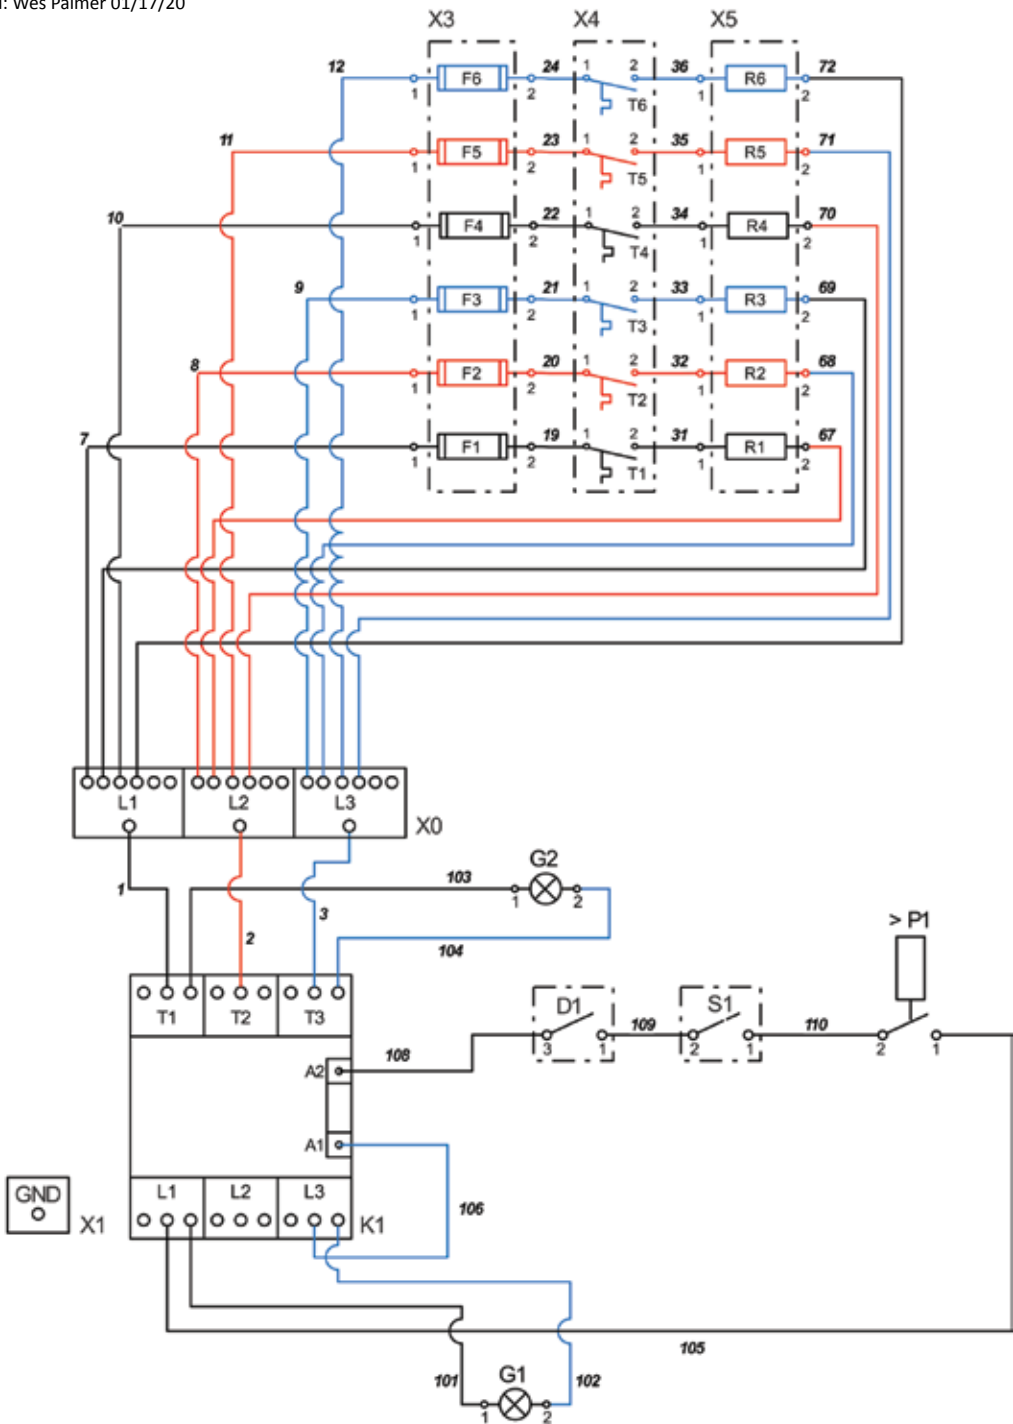 : Wes Palmer 01/17/20
X3 X4 X5
12 1 F6 2 24 1 2 T6 36 1 R6 2 72
11 1 F5 2 23 1 2 T5 35 1 R5 2 71
10 1 F4 2 22 1 2 T4 34 1 R4 2 70
9 1 F3 2 21 1 2 T3 33 1 R3 2 69
8 1 F2 2 20 1 2 T2 32 1 R2 2 68
7 1 F1 2 19 1 2 T1 31 1 R1 2 67
L1 L2 L3 X0
1 2 3 103 1 G2 2 104
> P1
T1 T2 T3
D1 S1
3 1 109 2 1 110 2 1
A2 108
A1 106
GND X1
L1 L2 L3 K1
105
101 1 G1 2 102